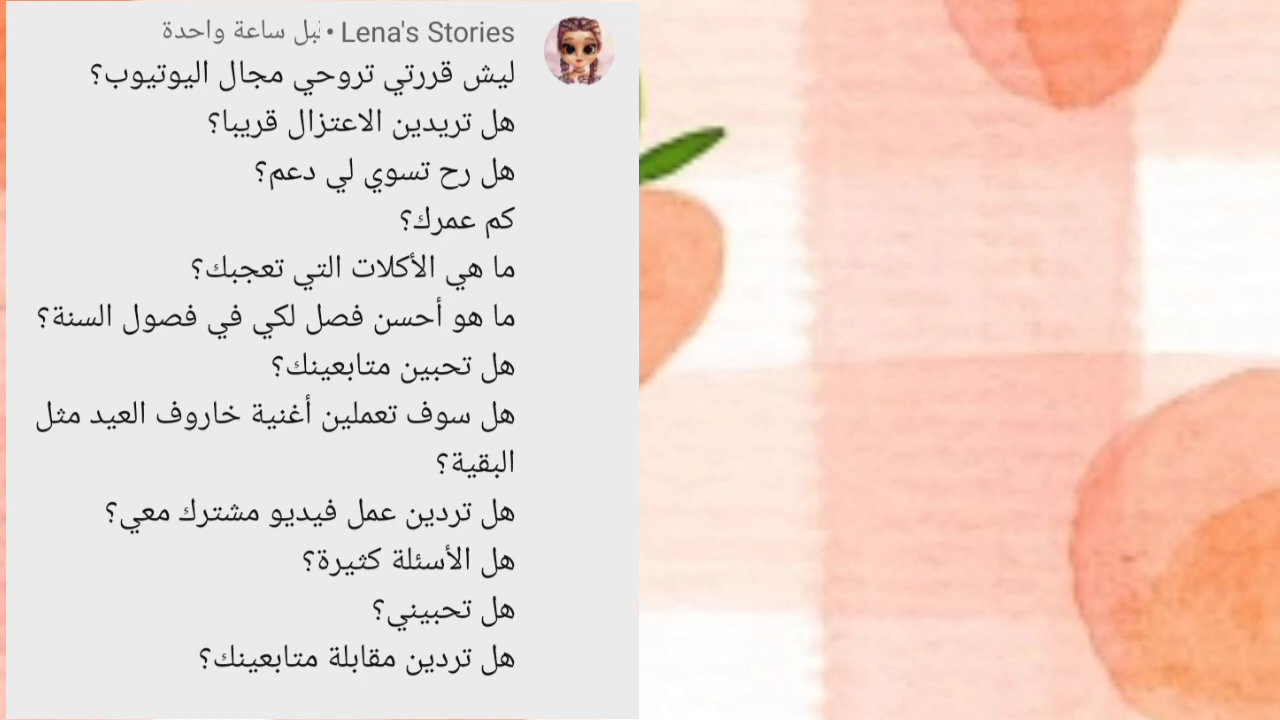 Lena's Stories • قبل ساعة واحدة
ليش قررتي تروحي مجال اليوتيوب؟
هل تريدين الاعتزال قريبا؟
هل رح تسوي لي دعم؟
كم عمرك؟
ما هي الأكلات التي تعجبك؟
ما هو أحسن فصل لكي في فصول السنة؟
هل تحبين متابعينك؟
هل سوف تعملين أغنية خاروف العيد مثل
البقية؟
هل تردين عمل فيديو مشترك معي؟
هل الأسئلة كثيرة؟
هل تحبيني؟
هل تردين مقابلة متابعينك؟